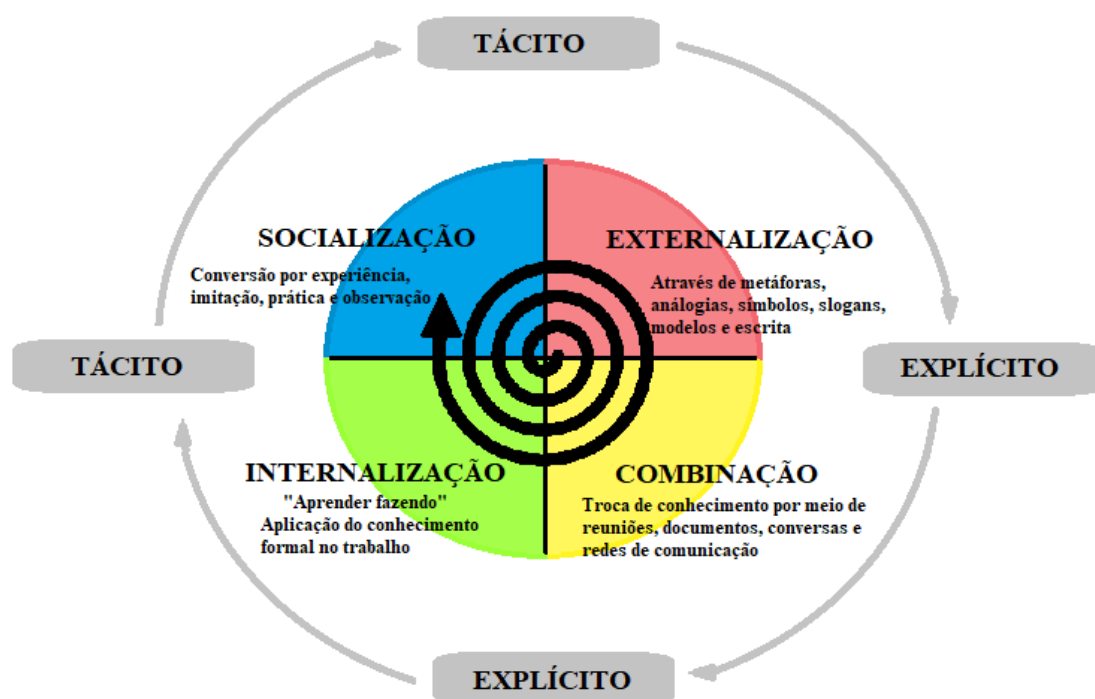 TÁCITO
SOCIALIZAÇÃO
Conversão por experiência,
imitação, prática e observação
EXTERNALIZAÇÃO
Através de metáforas,
análogias, símbolos, slogans,
modelos e escrita
TÁCITO
EXPLÍCITO
INTERNALIZAÇÃO
"Aprender fazendo"
Aplicação do conhecimento
formal no trabalho
COMBINAÇÃO
Troca de conhecimento por meio de
reuniões, documentos, conversas e
redes de comunicação
EXPLÍCITO